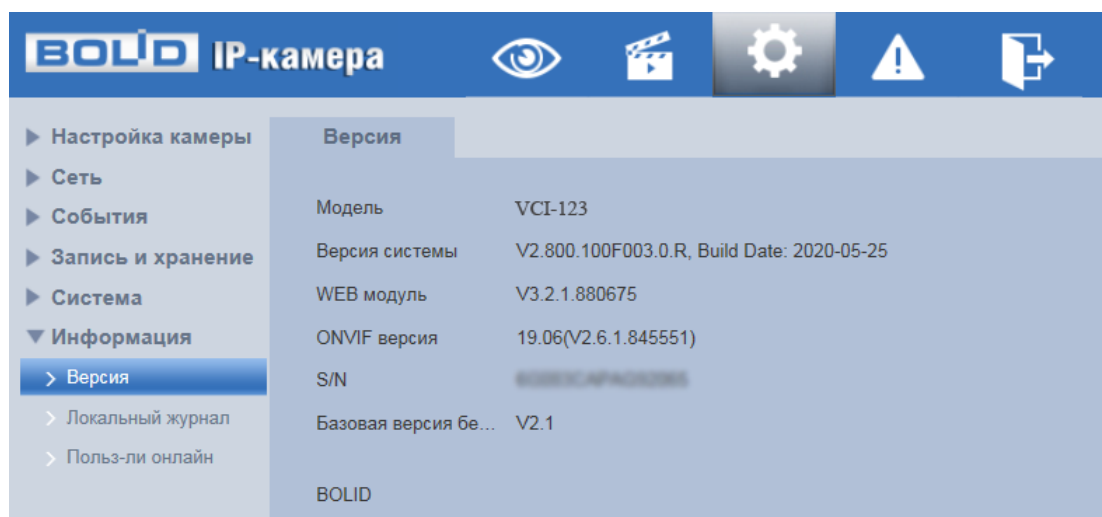 BOLID IP-камера
Настройка камеры
Сеть
События
Запись и хранение
Система
Информация
Версия
Локальный журнал
Польз-ли онлайн
Версия
Модель VCI-123
Версия системы V2.800.100F003.0.R, Build Date: 2020-05-25
WEB модуль V3.2.1.880675
ONVIF версия 19.06(V2.6.1.845551)
S/N
Базовая версия бе... V2.1
BOLID